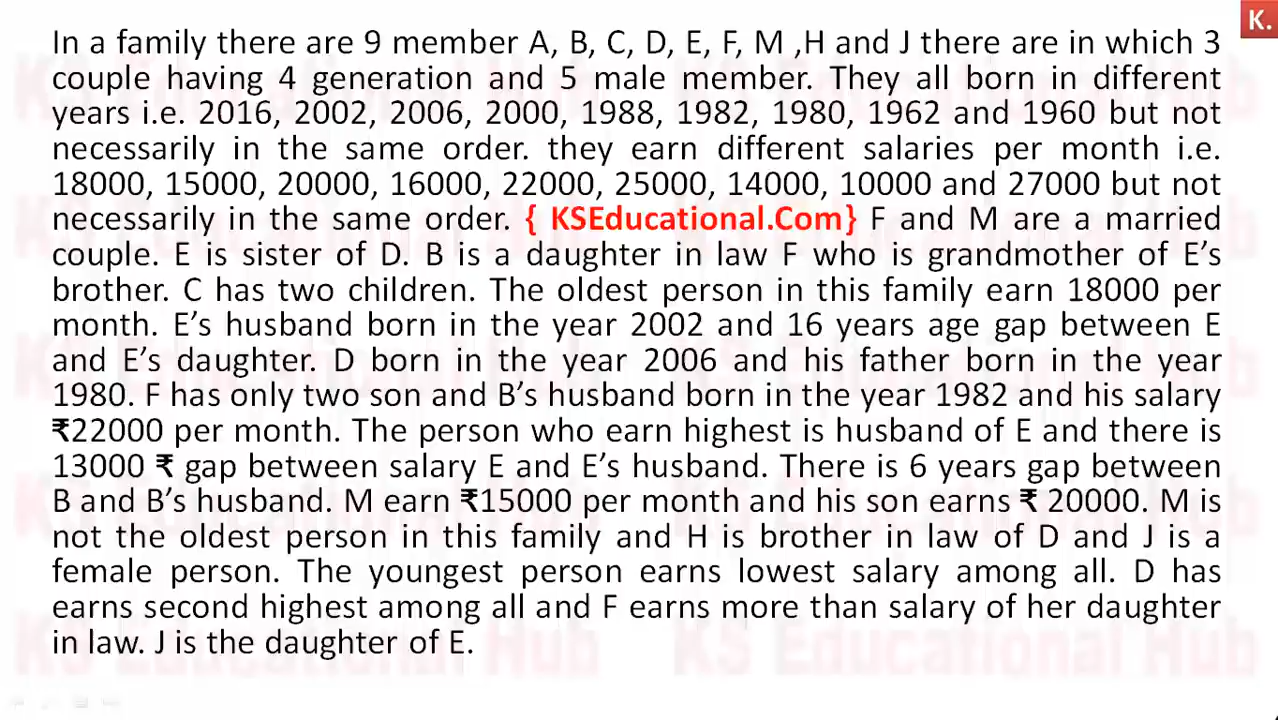 K.
In a family there are 9 member A, B, C, D, E, F, M ,H and J there are in which 3
couple having 4 generation and 5 male member. They all born in different
years i.e. 2016, 2002, 2006, 2000, 1988, 1982, 1980, 1962 and 1960 but not
necessarily in the same order. they earn different salaries per month i.e.
18000, 15000, 20000, 16000, 22000, 25000, 14000, 10000 and 27000 but not
necessarily in the same order. { KSEducational.Com} F and M are a married
couple. E is sister of D. B is a daughter in law F who is grandmother of E’s
brother. C has two children. The oldest person in this family earn 18000 per
month. E’s husband born in the year 2002 and 16 years age gap between E
and E’s daughter. D born in the year 2006 and his father born in the year
1980. F has only two son and B’s husband born in the year 1982 and his salary
₹22000 per month. The person who earn highest is husband of E and there is
13000 ₹ gap between salary E and E’s husband. There is 6 years gap between
B and B’s husband. M earn ₹15000 per month and his son earns ₹ 20000. M is
not the oldest person in this family and H is brother in law of D and J is a
female person. The youngest person earns lowest salary among all. D has
earns second highest among all and F earns more than salary of her daughter
in law. J is the daughter of E.